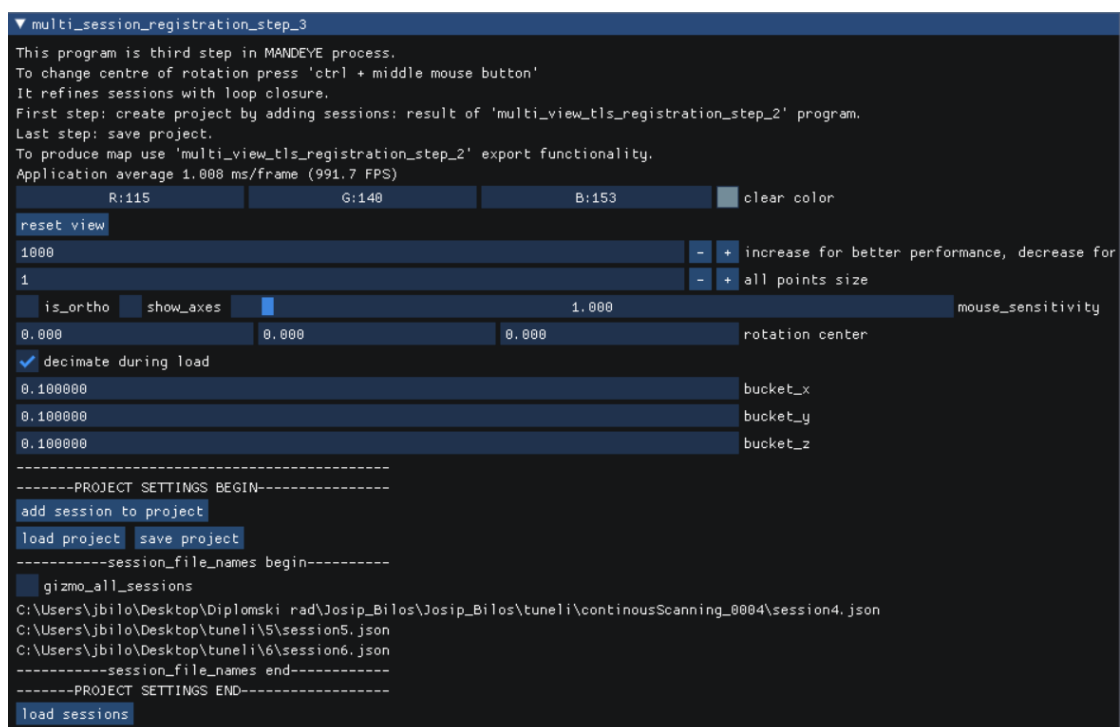 ▼ multi_session_registration_step_3
This program is third step in MANDEYE process.
To change centre of rotation press 'ctrl + middle mouse button'
It refines sessions with loop closure.
First step: create project by adding sessions: result of 'multi_view_tls_registration_step_2' program.
Last step: save project.
To produce map use 'multi_view_tls_registration_step_2' export functionality.
Application average 1.008 ms/frame (991.7 FPS)
R:115 G:140 B:153 clear color
reset view
1000 - + increase for better performance, decrease for
1 - + all points size
is_ortho show_axes 1.000 mouse_sensitivity
0.000 0.000 0.000 rotation center
decimate during load
0.100000 bucket_x
0.100000 bucket_y
0.100000 bucket_z
--------------------------------------------
-------PROJECT SETTINGS BEGIN----------------
add session to project
load project save project
-----------session_file_names begin----------
gizmo_all_sessions
C:\Users\jbilo\Desktop\Diplomski rad\Josip_Bilos\Josip_Bilos\tuneli\continousScanning_0004\session4.json
C:\Users\jbilo\Desktop\tuneli\5\session5.json
C:\Users\jbilo\Desktop\tuneli\6\session6.json
-----------session_file_names end------------
-------PROJECT SETTINGS END------------------
load sessions